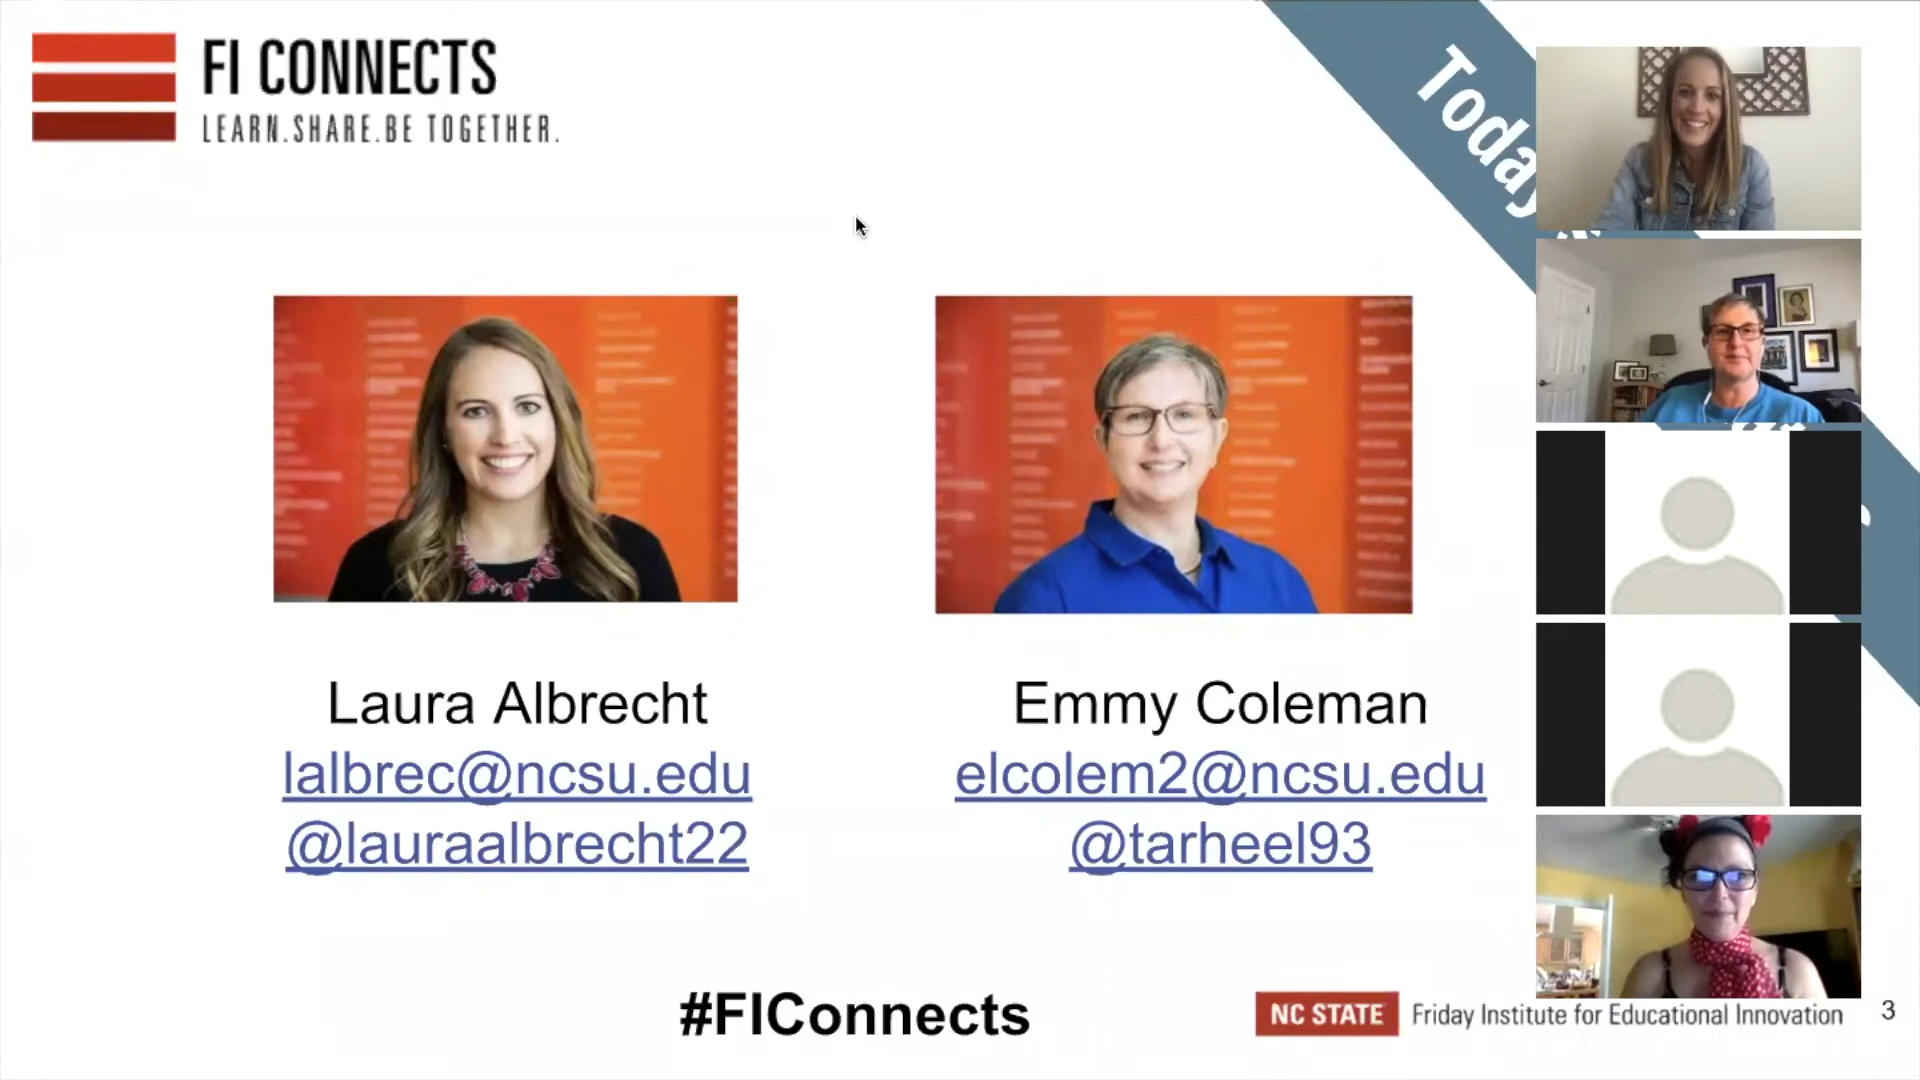 FI CONNECTS
LEARN.SHARE.BE TOGETHER.
Today
Laura Albrecht
lalbrec@ncsu.edu
@lauraalbrecht22
Emmy Coleman
elcolem2@ncsu.edu
@tarheel93
#FIConnects
NC STATE Friday Institute for Educational Innovation
3